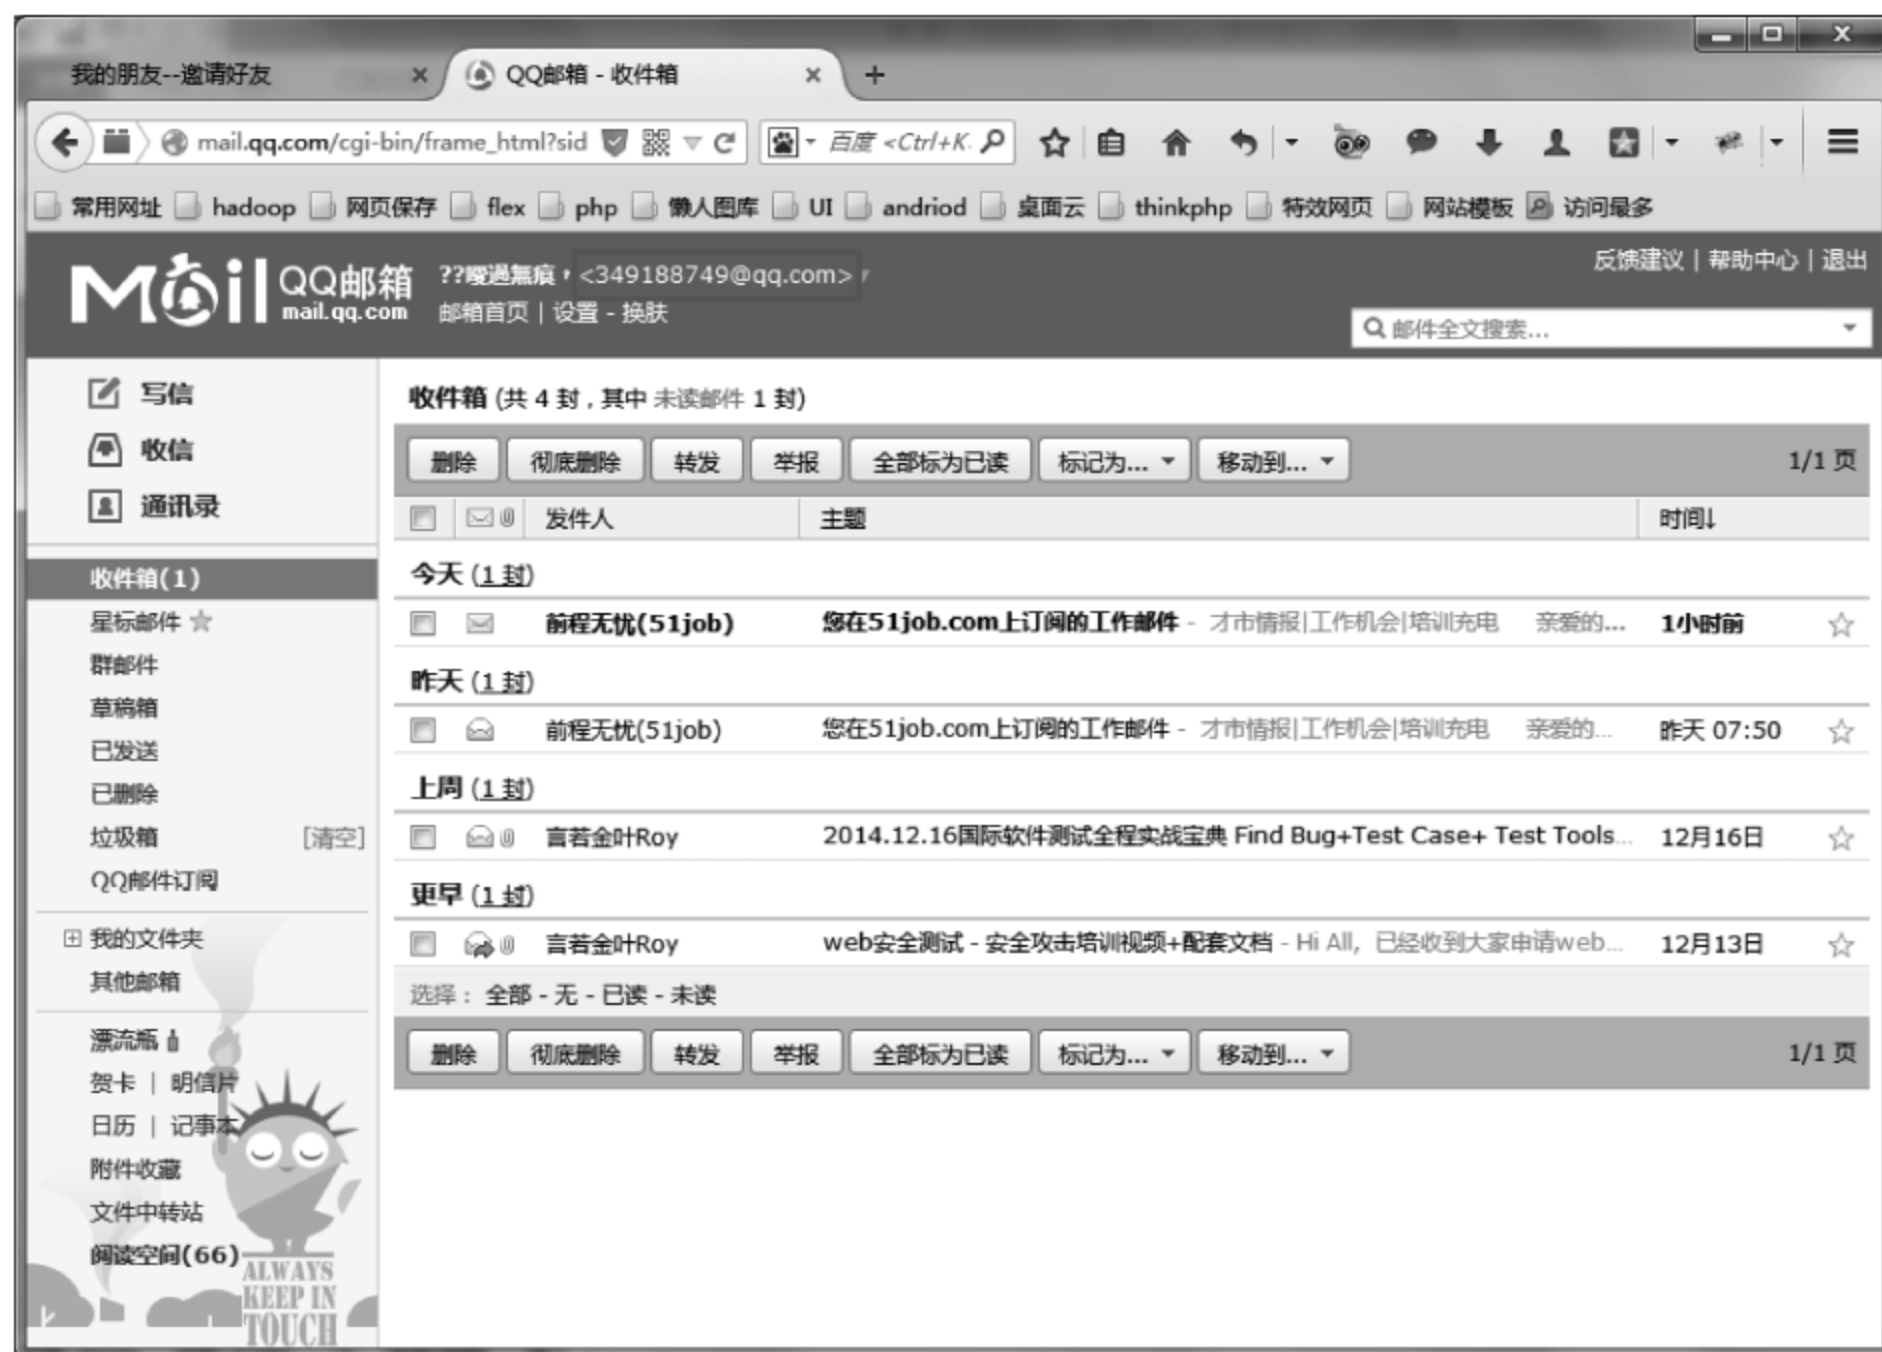 我的朋友--邀请好友
QQ邮箱 - 收件箱
mail.qq.com/cgi-bin/frame_html?sid
百度 <Ctrl+K.
常用网址 hadoop 网页保存 flex php 懒人图库 UI andriod 桌面云 thinkphp 特效网页 网站模板 访问最多
Mail QQ邮箱
mail.qq.com
??曖過無痕 <349188749@qq.com>
邮箱首页 | 设置 - 换肤
反馈建议 | 帮助中心 | 退出
邮件全文搜索...
写信
收信
通讯录
收件箱(1)
星标邮件
群邮件
草稿箱
已发送
已删除
垃圾箱 [清空]
QQ邮件订阅
我的文件夹
其他邮箱
漂流瓶
贺卡 | 明信片
日历 | 记事本
附件收藏
文件中转站
阅读空间(66)
ALWAYS
KEEP IN
TOUCH
收件箱 (共 4 封 , 其中 未读邮件 1 封)
删除 彻底删除 转发 举报 全部标为已读 标记为... 移动到... 1/1 页
发件人 主题 时间↓
今天 (1 封)
前程无忧(51job) 您在51job.com上订阅的工作邮件 - 才市情报|工作机会|培训充电 亲爱的... 1小时前
昨天 (1 封)
前程无忧(51job) 您在51job.com上订阅的工作邮件 - 才市情报|工作机会|培训充电 亲爱的... 昨天 07:50
上周 (1 封)
言若金叶Roy 2014.12.16国际软件测试全程实战宝典 Find Bug+Test Case+ Test Tools... 12月16日
更早 (1 封)
言若金叶Roy web安全测试 - 安全攻击培训视频+配套文档 - Hi All, 已经收到大家申请web... 12月13日
选择： 全部 - 无 - 已读 - 未读
删除 彻底删除 转发 举报 全部标为已读 标记为... 移动到... 1/1 页